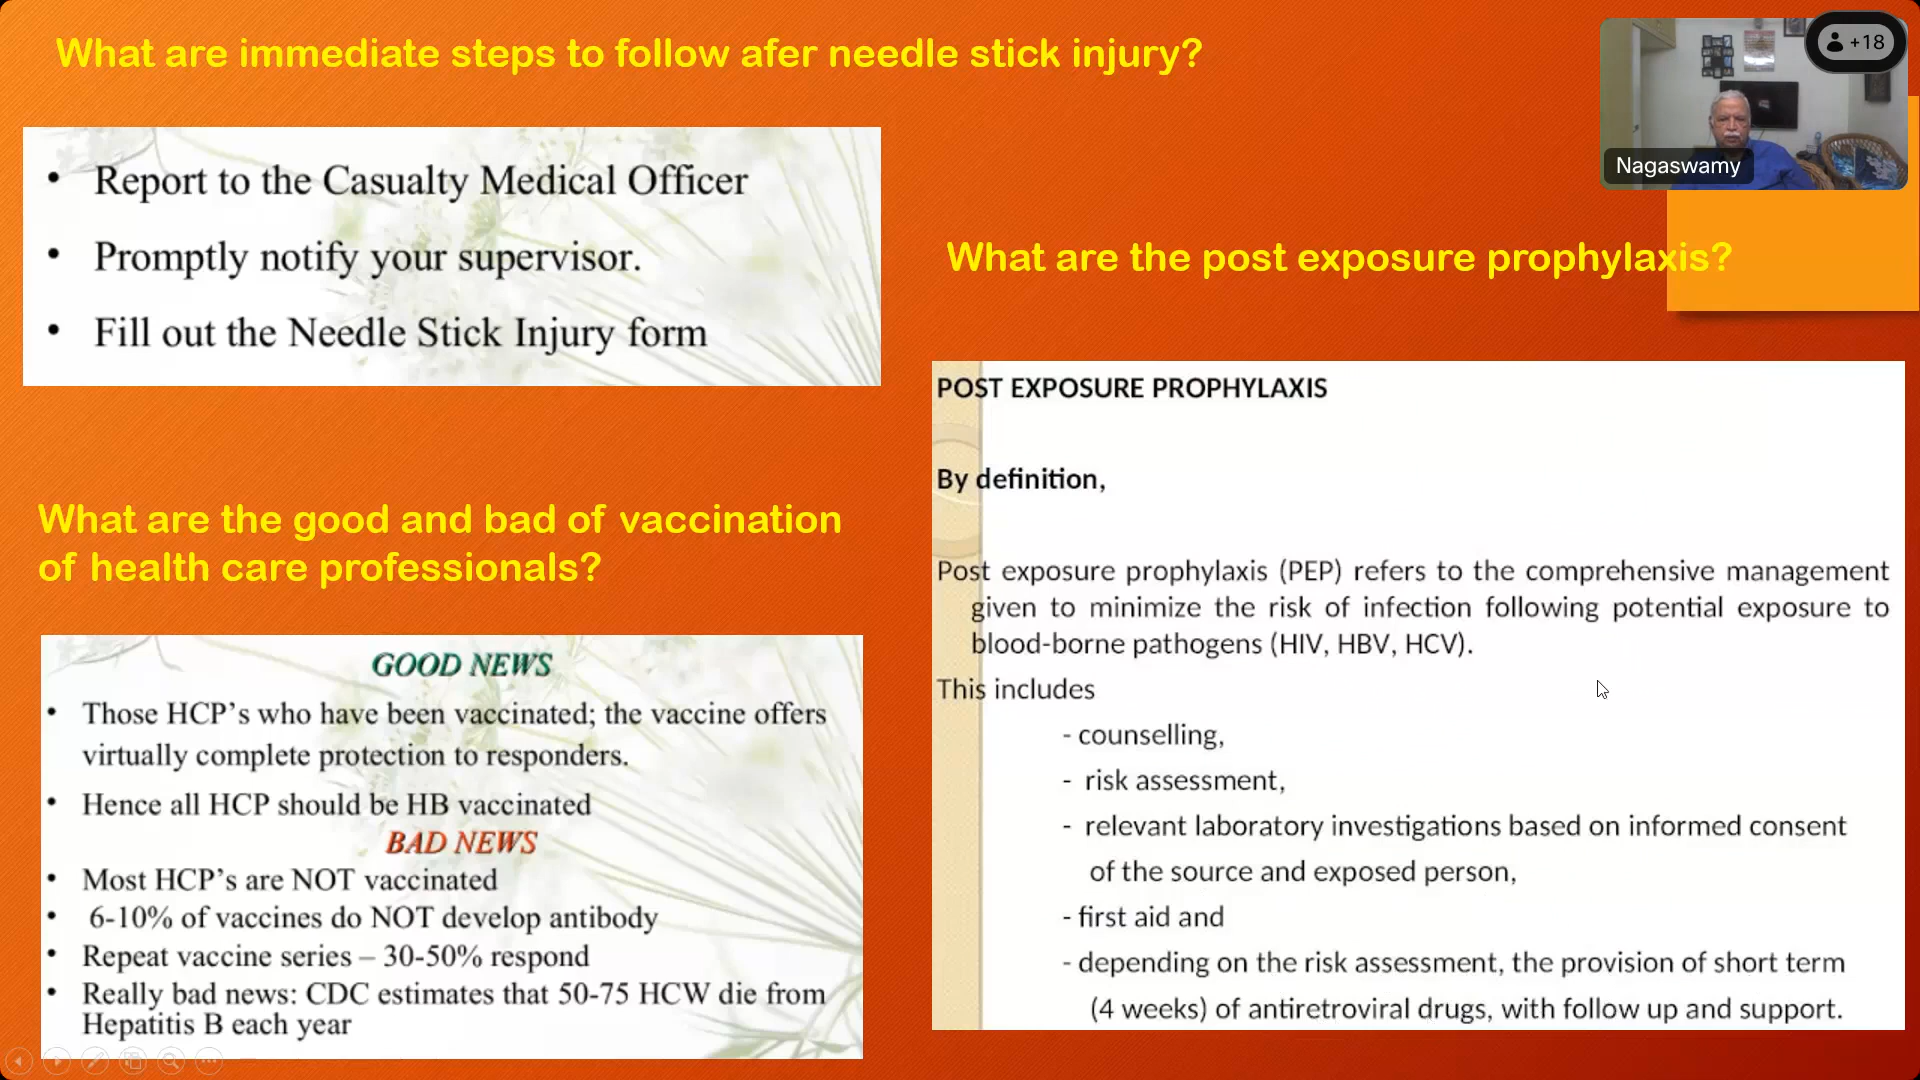 What are immediate steps to follow afer needle stick injury?
+18
Nagaswamy
• Report to the Casualty Medical Officer
• Promptly notify your supervisor.
• Fill out the Needle Stick Injury form
What are the post exposure prophylaxis?
POST EXPOSURE PROPHYLAXIS
By definition,
Post exposure prophylaxis (PEP) refers to the comprehensive management
given to minimize the risk of infection following potential exposure to
blood-borne pathogens (HIV, HBV, HCV).
This includes
- counselling,
- risk assessment,
- relevant laboratory investigations based on informed consent
of the source and exposed person,
- first aid and
- depending on the risk assessment, the provision of short term
(4 weeks) of antiretroviral drugs, with follow up and support.
What are the good and bad of vaccination
of health care professionals?
GOOD NEWS
• Those HCP's who have been vaccinated; the vaccine offers
virtually complete protection to responders.
• Hence all HCP should be HB vaccinated
BAD NEWS
• Most HCP's are NOT vaccinated
• 6-10% of vaccines do NOT develop antibody
• Repeat vaccine series – 30-50% respond
• Really bad news: CDC estimates that 50-75 HCW die from
Hepatitis B each year